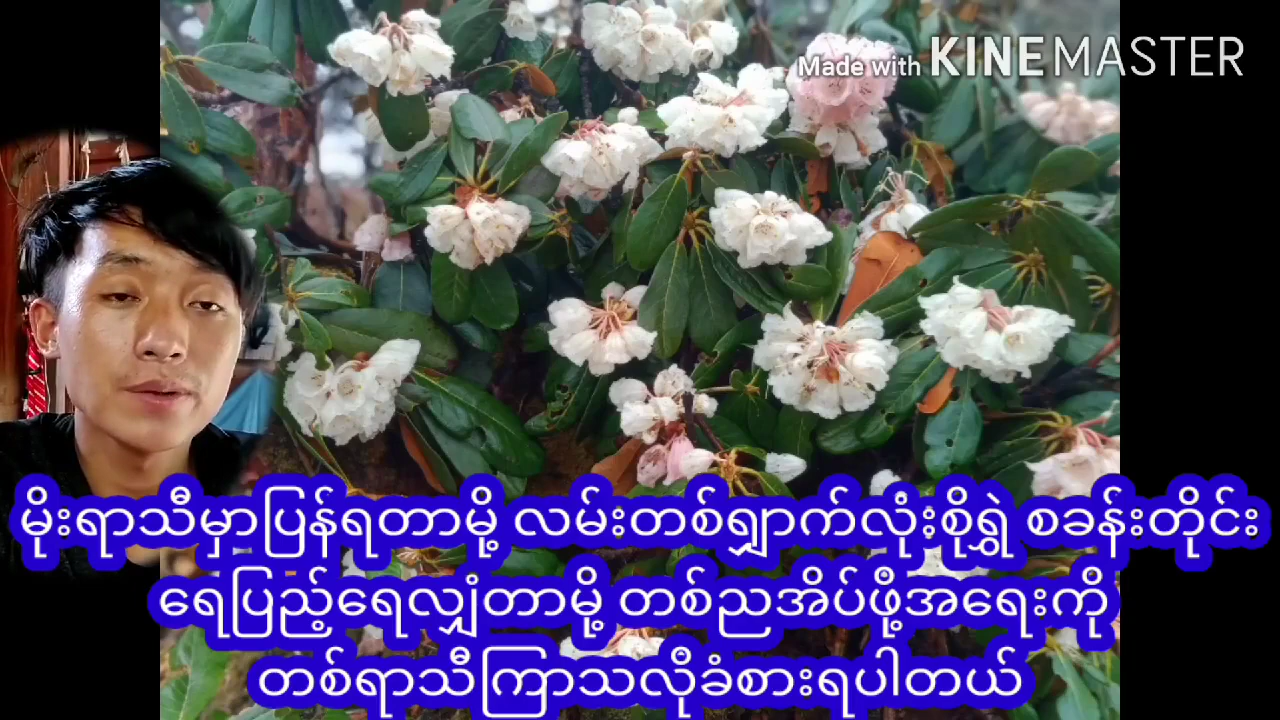 Made with KINEMASTER
မိုးရာသီမှာပြန်ရတာမို့ လမ်းတစ်ရှောက်လုံးစိုရွှဲ စခန်းတိုင်း
ရေပြည့်ရေလျှံတာမို့ တစ်ညအိပ်ဖို့အရေးကို
တစ်ရာသီကြာသလိုခံစားရပါတယ်